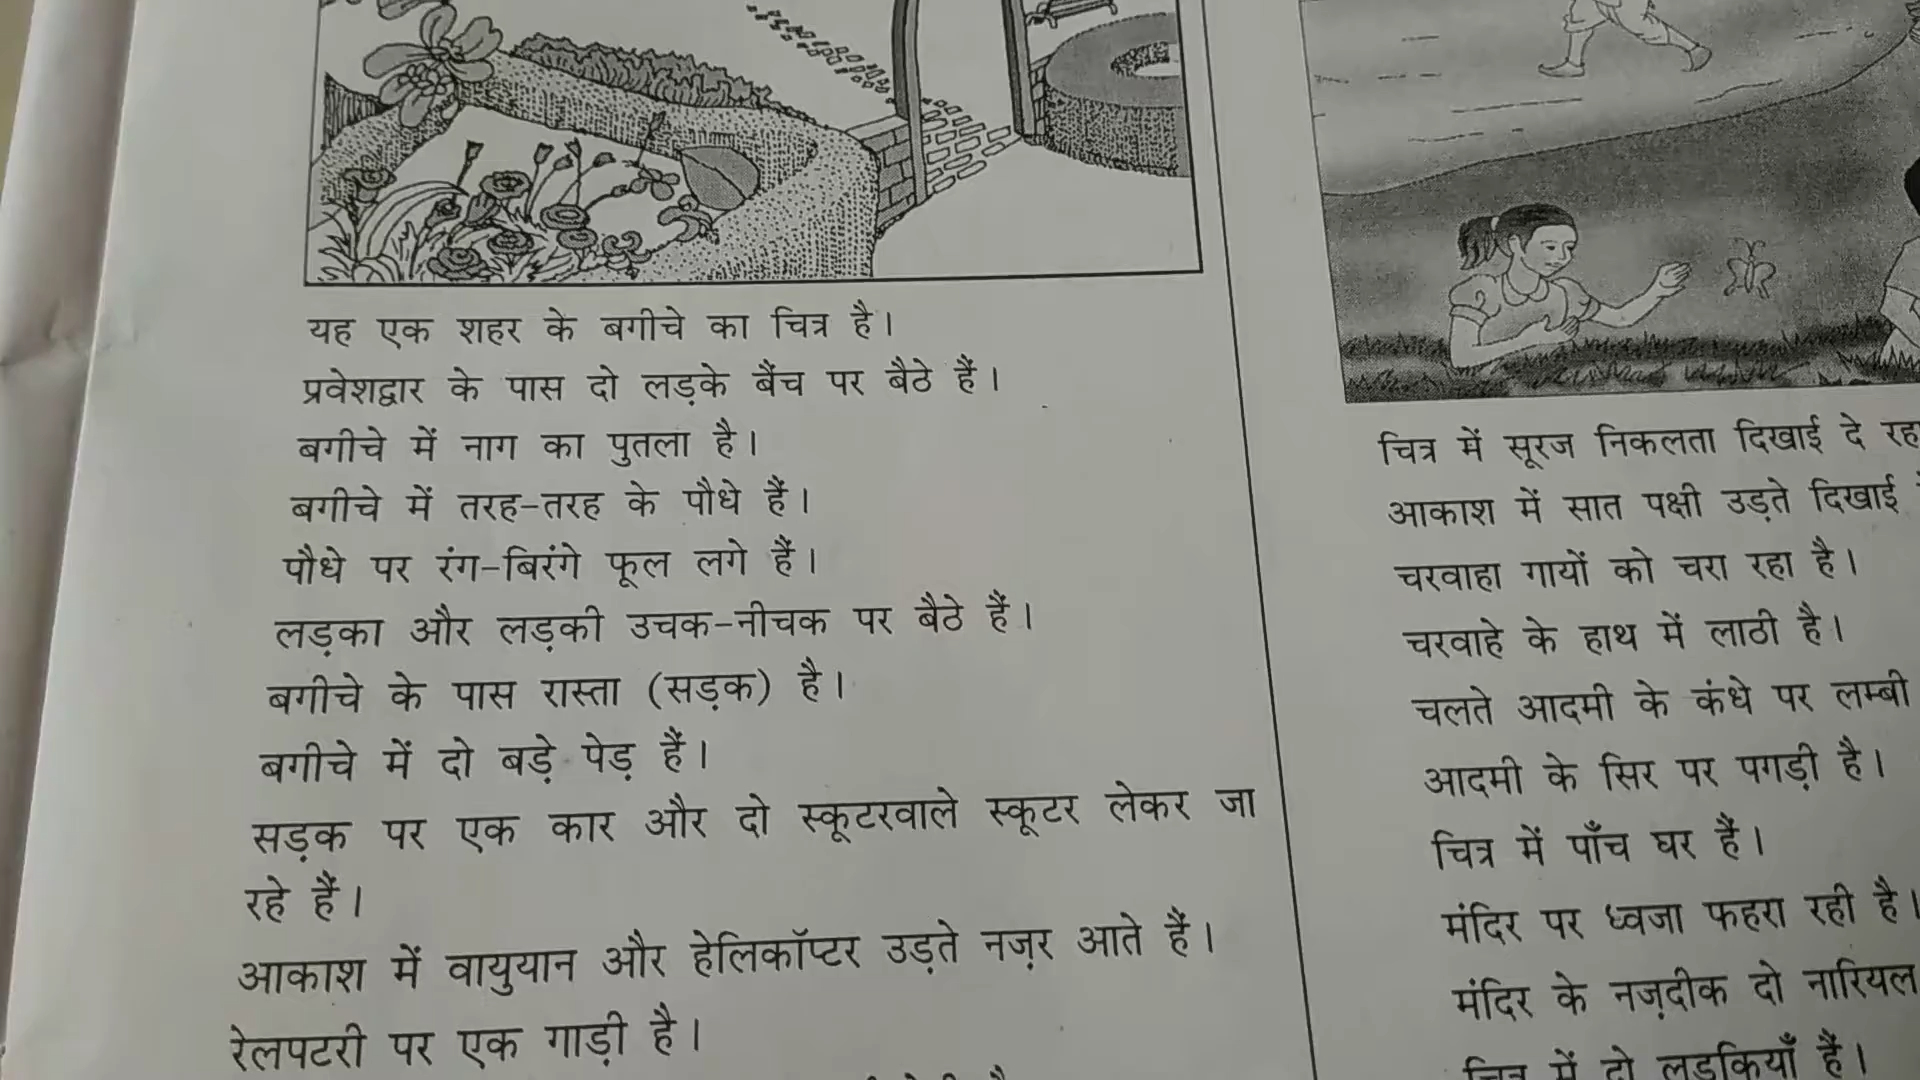 यह एक शहर के बगीचे का चित्र है।
प्रवेशद्वार के पास दो लड़के बैंच पर बैठे हैं।
बगीचे में नाग का पुतला है।
बगीचे में तरह-तरह के पौधे हैं।
पौधे पर रंग-बिरंगे फूल लगे हैं।
लड़का और लड़की उचक-नीचक पर बैठे हैं।
बगीचे के पास रास्ता (सड़क) है।
बगीचे में दो बड़े पेड़ हैं।
सड़क पर एक कार और दो स्कूटरवाले स्कूटर लेकर जा
रहे हैं।
आकाश में वायुयान और हेलिकॉप्टर उड़ते नज़र आते हैं।
रेलपटरी पर एक गाड़ी है।
चित्र में सूरज निकलता दिखाई दे
आकाश में सात पक्षी उड़ते दिखाई
चरवाहा गायों को चरा रहा है।
चरवाहे के हाथ में लाठी है।
चलते आदमी के कंधे पर लम्बी
आदमी के सिर पर पगड़ी है।
चित्र में पाँच घर हैं।
मंदिर पर ध्वजा फहरा रही है।
मंदिर के नज़दीक दो नारियल
चित्र में दो लड़कियाँ हैं।